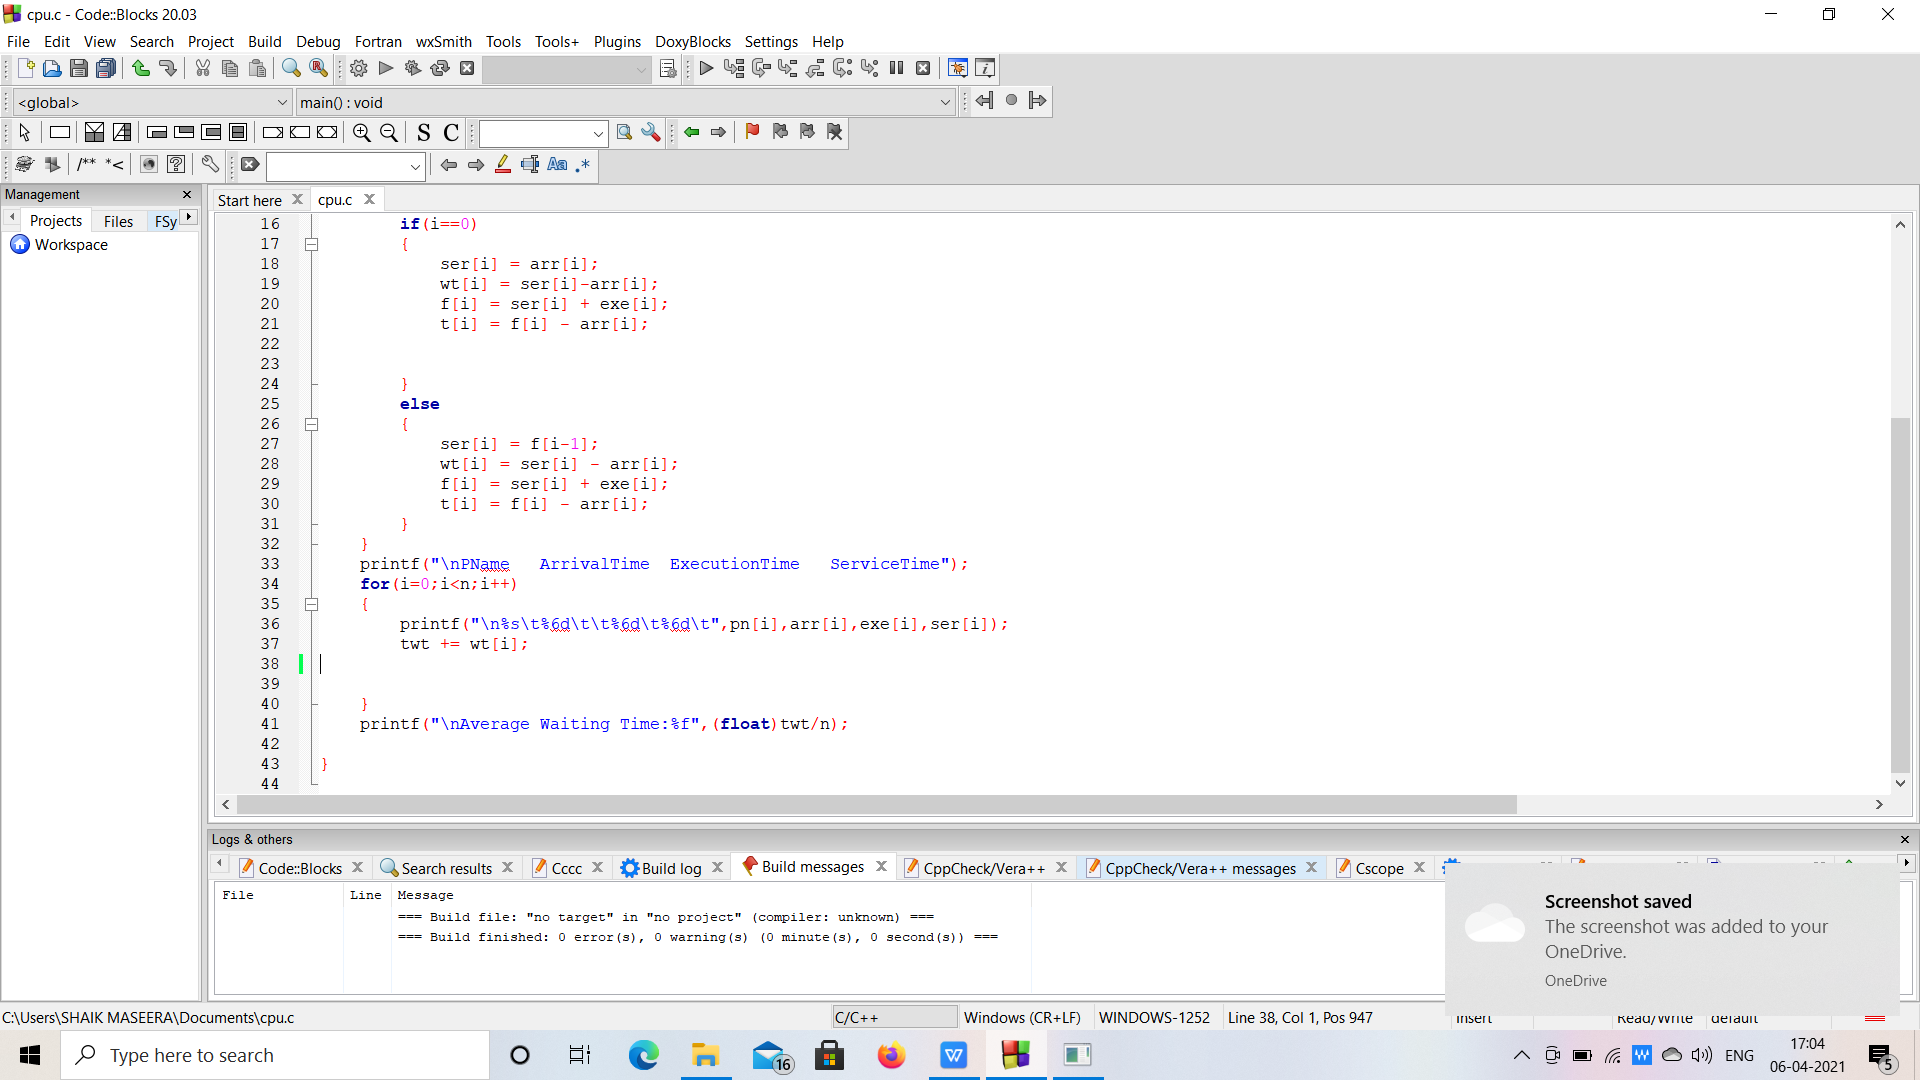 cpu.c - Code::Blocks 20.03
File Edit View Search Project Build Debug Fortran wxSmith Tools Tools+ Plugins DoxyBlocks Settings Help
<global> main() : void
S C
/** *< Aa .*
Management
Projects Files FSy
Workspace
Start here cpu.c
16 if(i==0)
17 {
18 ser[i] = arr[i];
19 wt[i] = ser[i]-arr[i];
20 f[i] = ser[i] + exe[i];
21 t[i] = f[i] - arr[i];
22
23
24 }
25 else
26 {
27 ser[i] = f[i-1];
28 wt[i] = ser[i] - arr[i];
29 f[i] = ser[i] + exe[i];
30 t[i] = f[i] - arr[i];
31 }
32 }
33 printf("\nPName   ArrivalTime  ExecutionTime   ServiceTime");
34 for(i=0;i<n;i++)
35 {
36 printf("\n%s\t%6d\t\t%6d\t%6d\t",pn[i],arr[i],exe[i],ser[i]);
37 twt += wt[i];
38
39
40 }
41 printf("\nAverage Waiting Time:%f",(float)twt/n);
42
43 }
44
Logs & others
Code::Blocks Search results Cccc Build log Build messages CppCheck/Vera++ CppCheck/Vera++ messages Cscope
File Line Message
=== Build file: "no target" in "no project" (compiler: unknown) ===
=== Build finished: 0 error(s), 0 warning(s) (0 minute(s), 0 second(s)) ===
Screenshot saved
The screenshot was added to your
OneDrive.
OneDrive
C:\Users\SHAIK MASEERA\Documents\cpu.c C/C++ Windows (CR+LF) WINDOWS-1252 Line 38, Col 1, Pos 947 Insert Read/Write default
Type here to search 16 ENG 17:04
06-04-2021 5